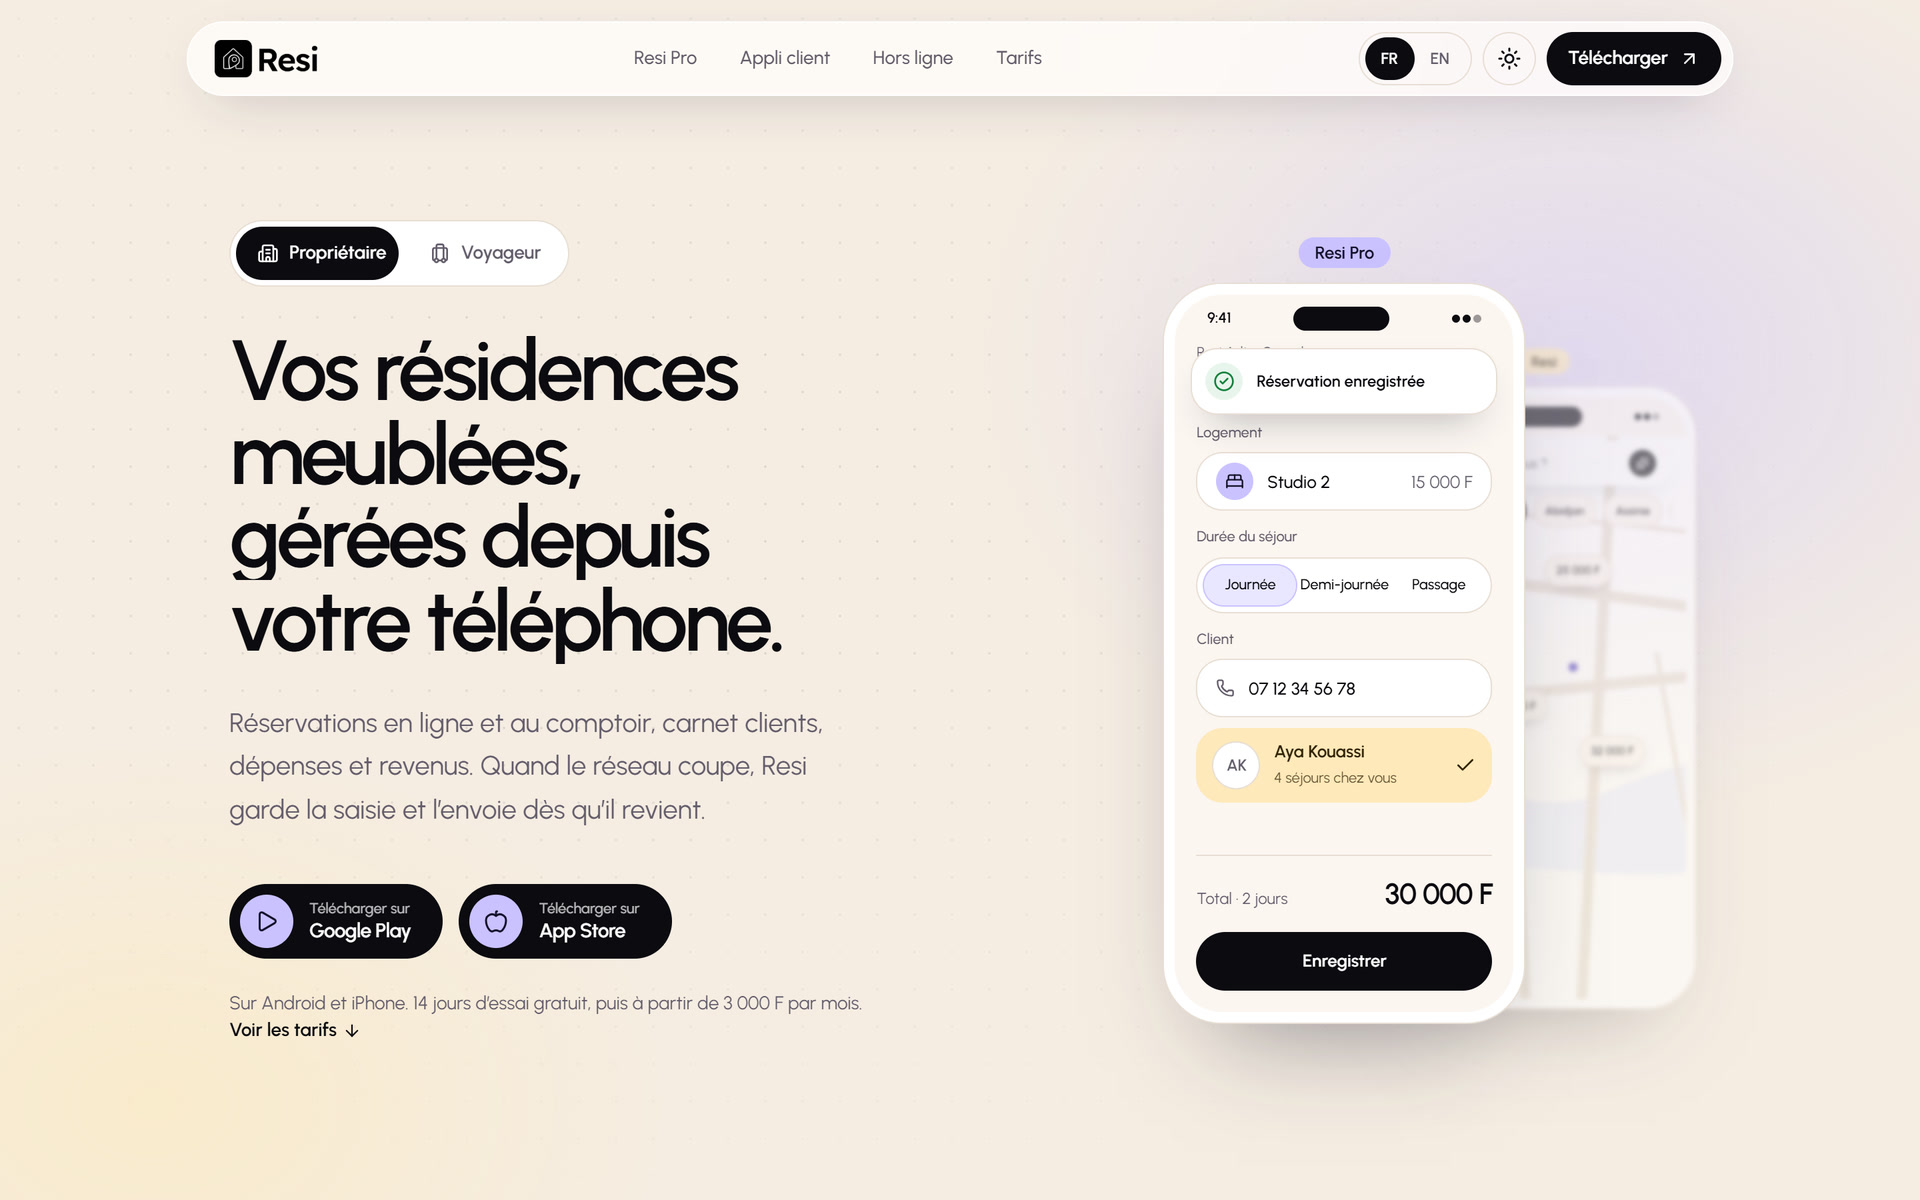 Resi
Resi Pro
Appli client
Hors ligne
Tarifs
FR
EN
Télécharger
Propriétaire
Voyageur
Vos résidences
meublées,
gérées depuis
votre téléphone.
Réservations en ligne et au comptoir, carnet clients,
dépenses et revenus. Quand le réseau coupe, Resi
garde la saisie et l’envoie dès qu’il revient.
Télécharger sur
Google Play
Télécharger sur
App Store
Sur Android et iPhone. 14 jours d’essai gratuit, puis à partir de 3 000 F par mois.
Voir les tarifs
Resi Pro
9:41
Réservation enregistrée
Logement
Studio 2
15 000 F
Durée du séjour
Journée
Demi-journée
Passage
Client
07 12 34 56 78
AK
Aya Kouassi
4 séjours chez vous
Total · 2 jours
30 000 F
Enregistrer
Resi
Abidjan